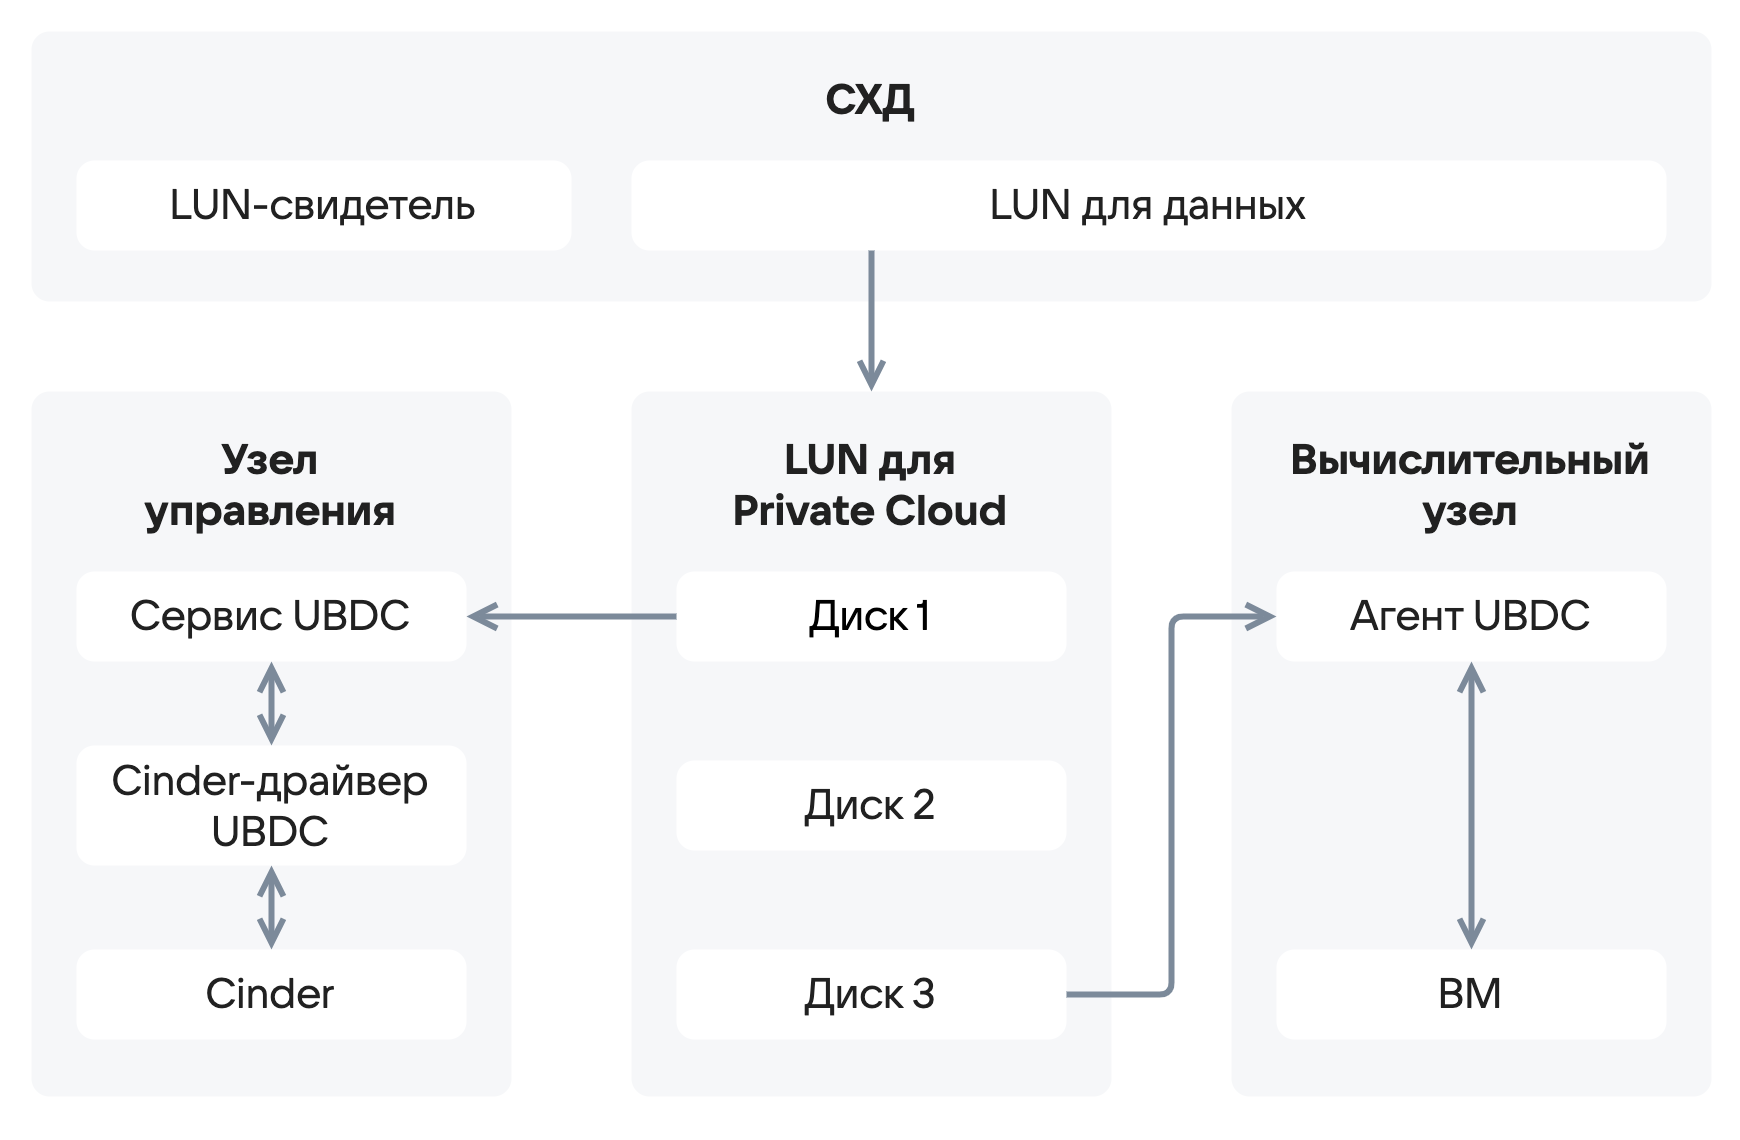 СХД
LUN-свидетель
LUN для данных
Узел
управления
Сервис UBDC
Cinder-драйвер
UBDC
Cinder
LUN для
Private Cloud
Диск 1
Диск 2
Диск 3
Вычислительный
узел
Агент UBDC
ВМ